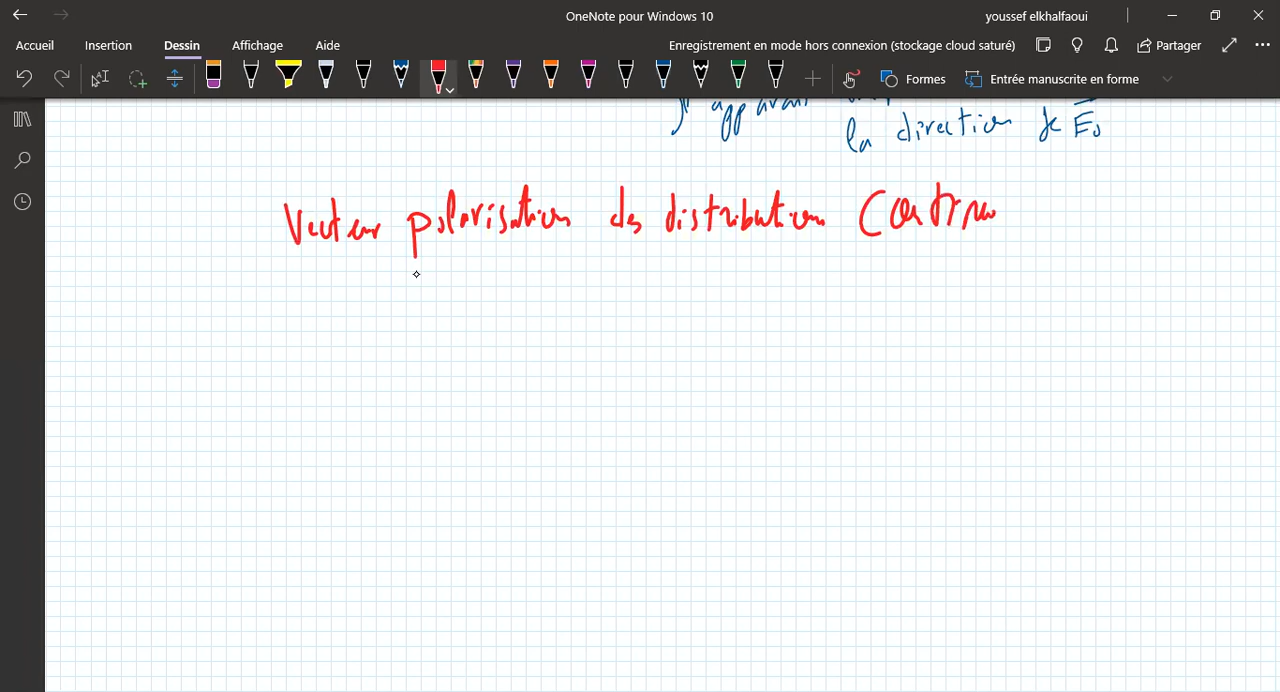 OneNote pour Windows 10
youssef elkhalfaoui
Accueil Insertion Dessin Affichage Aide
Enregistrement en mode hors connexion (stockage cloud saturé)
Partager
Formes
Entrée manuscrite en forme
apparait
la direction de E₀
Vecteur polarisation des distribution Continu